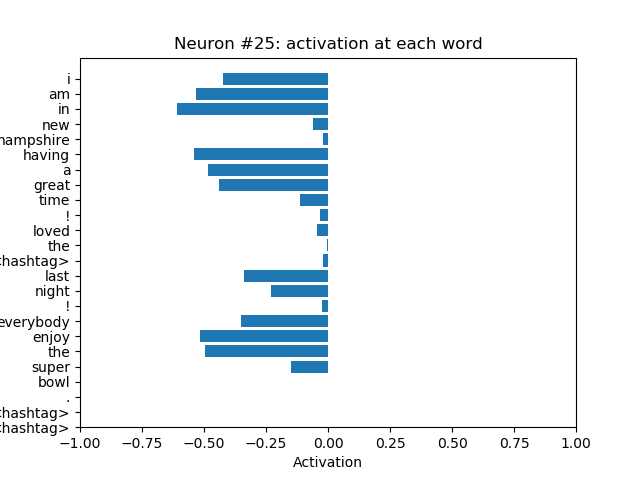 Neuron #25: activation at each word
i
am
in
new
hampshire
having
a
great
time
!
loved
the
<hashtag>
last
night
!
everybody
enjoy
the
super
bowl
.
<hashtag>
<hashtag>
−1.00 −0.75 −0.50 −0.25 0.00 0.25 0.50 0.75 1.00
Activation